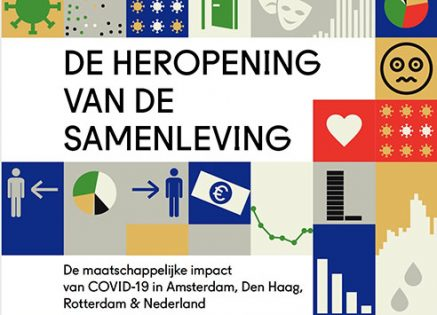 DE HEROPENING
VAN DE
SAMENLEVING
€
De maatschappelijke impact
van COVID-19 in Amsterdam, Den Haag,
Rotterdam & Nederland